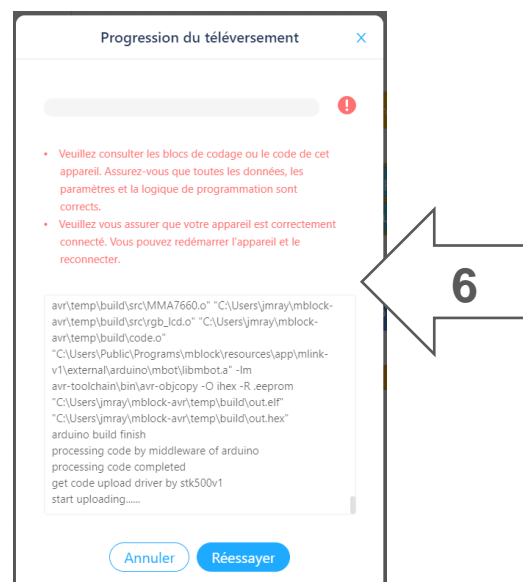 Progression du téléversement
Veuillez consulter les blocs de codage ou le code de cet
appareil. Assurez-vous que toutes les données, les
paramètres et la logique de programmation sont
corrects.
Veuillez vous assurer que votre appareil est correctement
connecté. Vous pouvez redémarrer l'appareil et le
reconnecter.
6
avr\temp\build\src\MMA7660.o" "C:\Users\jmray\mblock-
avr\temp\build\src\rgb_lcd.o" "C:\Users\jmray\mblock-
avr\temp\build\code.o"
"C:\Users\Public\Programs\mblock\resources\app\mlink-
v1\external\arduino\mbot\libmbot.a" -lm
avr-toolchain\bin\avr-objcopy -O ihex -R .eeprom
"C:\Users\jmray\mblock-avr\temp\build\out.elf"
"C:\Users\jmray\mblock-avr\temp\build\out.hex"
arduino build finish
processing code by middleware of arduino
processing code completed
get code upload driver by stk500v1
start uploading......
Annuler Réessayer